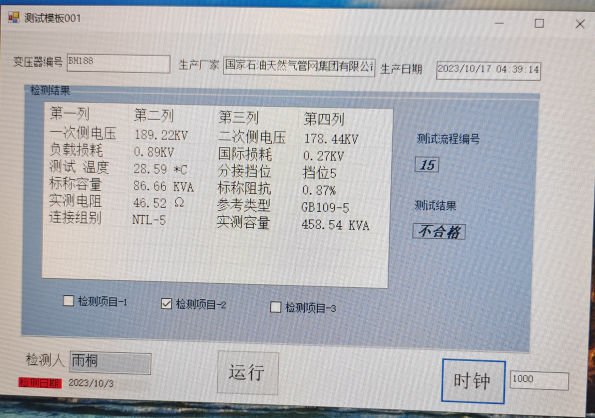 测试模板001
变压器编号 BH188 生产厂家 国家石油天然气管网集团有限公 生产日期 2023/10/17 04:39:14
检测结果
第一列 第二列 第三列 第四列
一次侧电压 189.22KV 二次侧电压 178.44KV
负载损耗 0.89KV 国际损耗 0.27KV
测试 温度 28.59 *C 分接挡位 挡位5
标称容量 86.66 KVA 标称阻抗 0.87%
实测电阻 46.52 Ω 参考类型 GB109-5
连接组别 NTL-5 实测容量 458.54 KVA
测试流程编号
15
测试结果
不合格
检测项目-1 检测项目-2 检测项目-3
检测人 雨桐
检测日期 2023/10/3
运行
时钟 1000